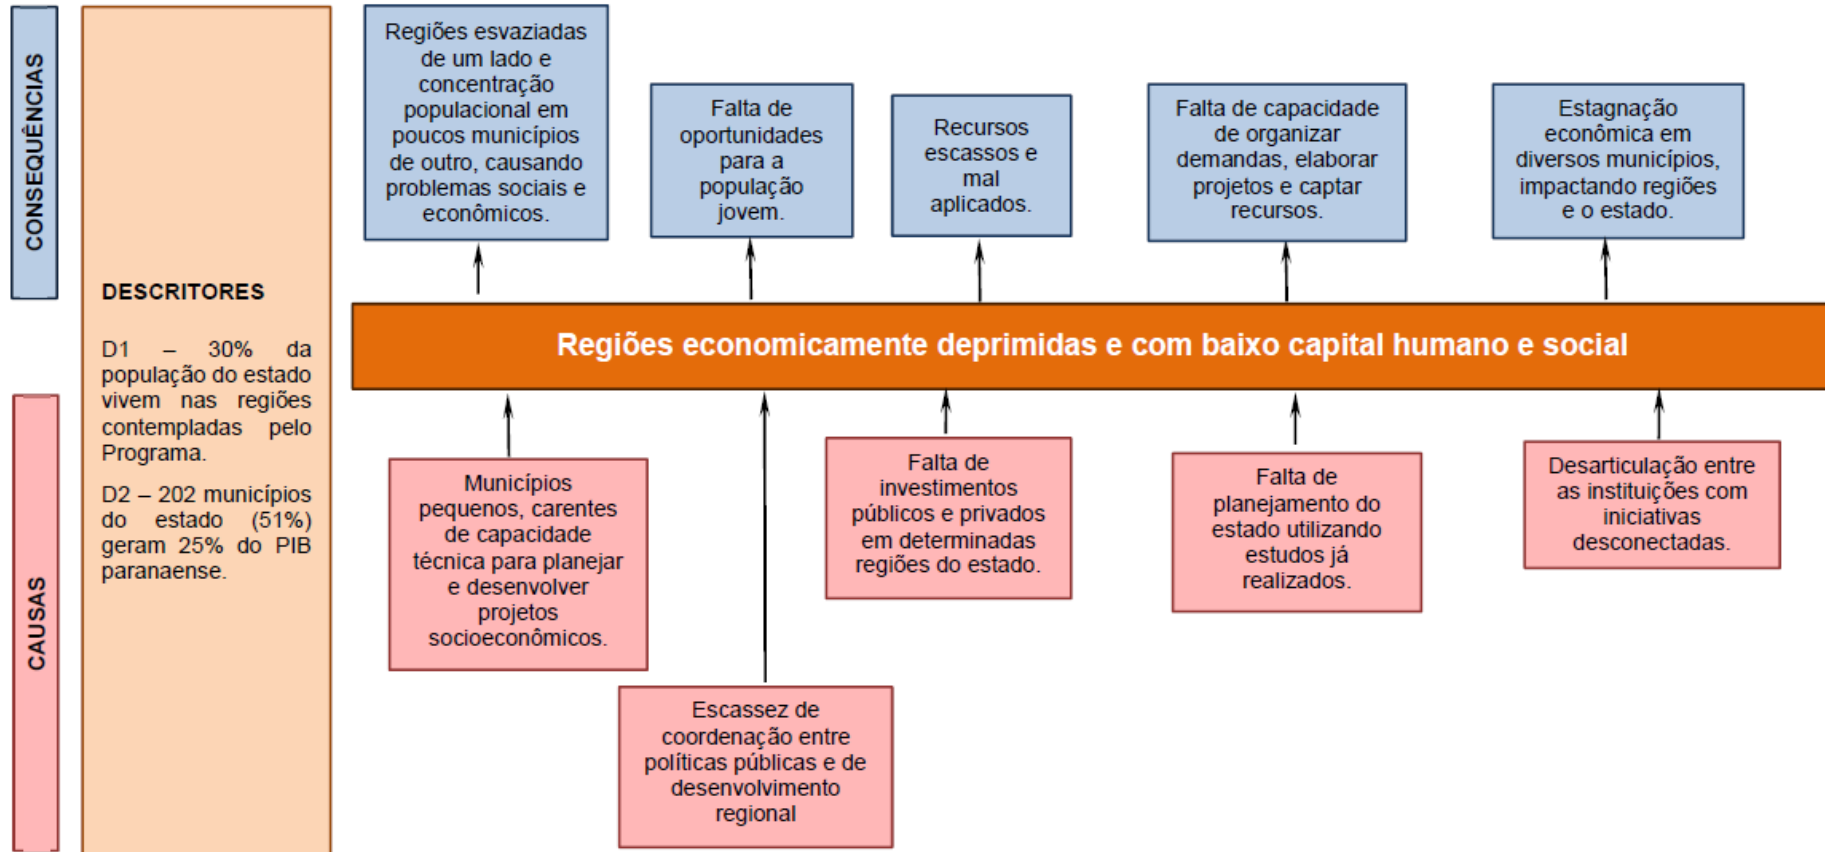 CONSEQUÊNCIAS
Regiões esvaziadas
de um lado e
concentração
populacional em
poucos municípios
de outro, causando
problemas sociais e
econômicos.
Falta de
oportunidades
para a
população
jovem.
Recursos
escassos e
mal
aplicados.
Falta de capacidade
de organizar
demandas, elaborar
projetos e captar
recursos.
Estagnação
econômica em
diversos municípios,
impactando regiões
e o estado.
DESCRITORES
D1 – 30% da
população do estado
vivem nas regiões
contempladas pelo
Programa.
D2 – 202 municípios
do estado (51%)
geram 25% do PIB
paranaense.
Regiões economicamente deprimidas e com baixo capital humano e social
CAUSAS
Municípios
pequenos, carentes
de capacidade
técnica para planejar
e desenvolver
projetos
socioeconômicos.
Escassez de
coordenação entre
políticas públicas e de
desenvolvimento
regional
Falta de
investimentos
públicos e privados
em determinadas
regiões do estado.
Falta de
planejamento do
estado utilizando
estudos já
realizados.
Desarticulação entre
as instituições com
iniciativas
desconectadas.